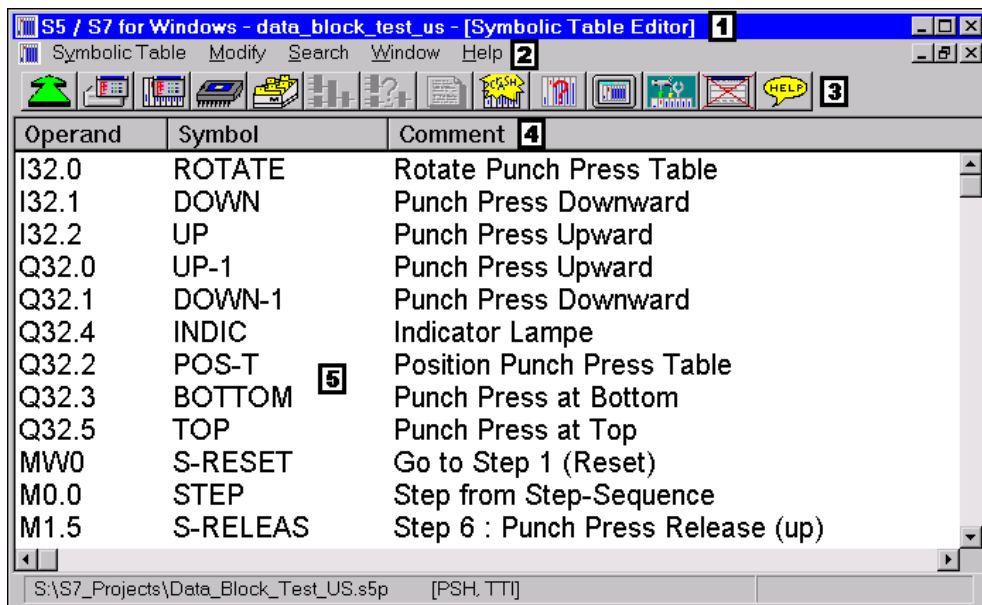 S5 / S7 for Windows - data_block_test_us - [Symbolic Table Editor] 1
Symbolic Table Modify Search Window Help 2
CRASH HELP 3
Operand Symbol Comment 4
I32.0 ROTATE Rotate Punch Press Table
I32.1 DOWN Punch Press Downward
I32.2 UP Punch Press Upward
Q32.0 UP-1 Punch Press Upward
Q32.1 DOWN-1 Punch Press Downward
Q32.4 INDIC Indicator Lampe
Q32.2 POS-T Position Punch Press Table
5
Q32.3 BOTTOM Punch Press at Bottom
Q32.5 TOP Punch Press at Top
MW0 S-RESET Go to Step 1 (Reset)
M0.0 STEP Step from Step-Sequence
M1.5 S-RELEAS Step 6 : Punch Press Release (up)
S:\S7_Projects\Data_Block_Test_US.s5p [PSH, TTI]